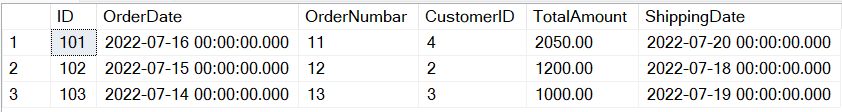 ID OrderDate OrderNumbar CustomerID TotalAmount ShippingDate
1 101 2022-07-16 00:00:00.000 11 4 2050.00 2022-07-20 00:00:00.000
2 102 2022-07-15 00:00:00.000 12 2 1200.00 2022-07-18 00:00:00.000
3 103 2022-07-14 00:00:00.000 13 3 1000.00 2022-07-19 00:00:00.000